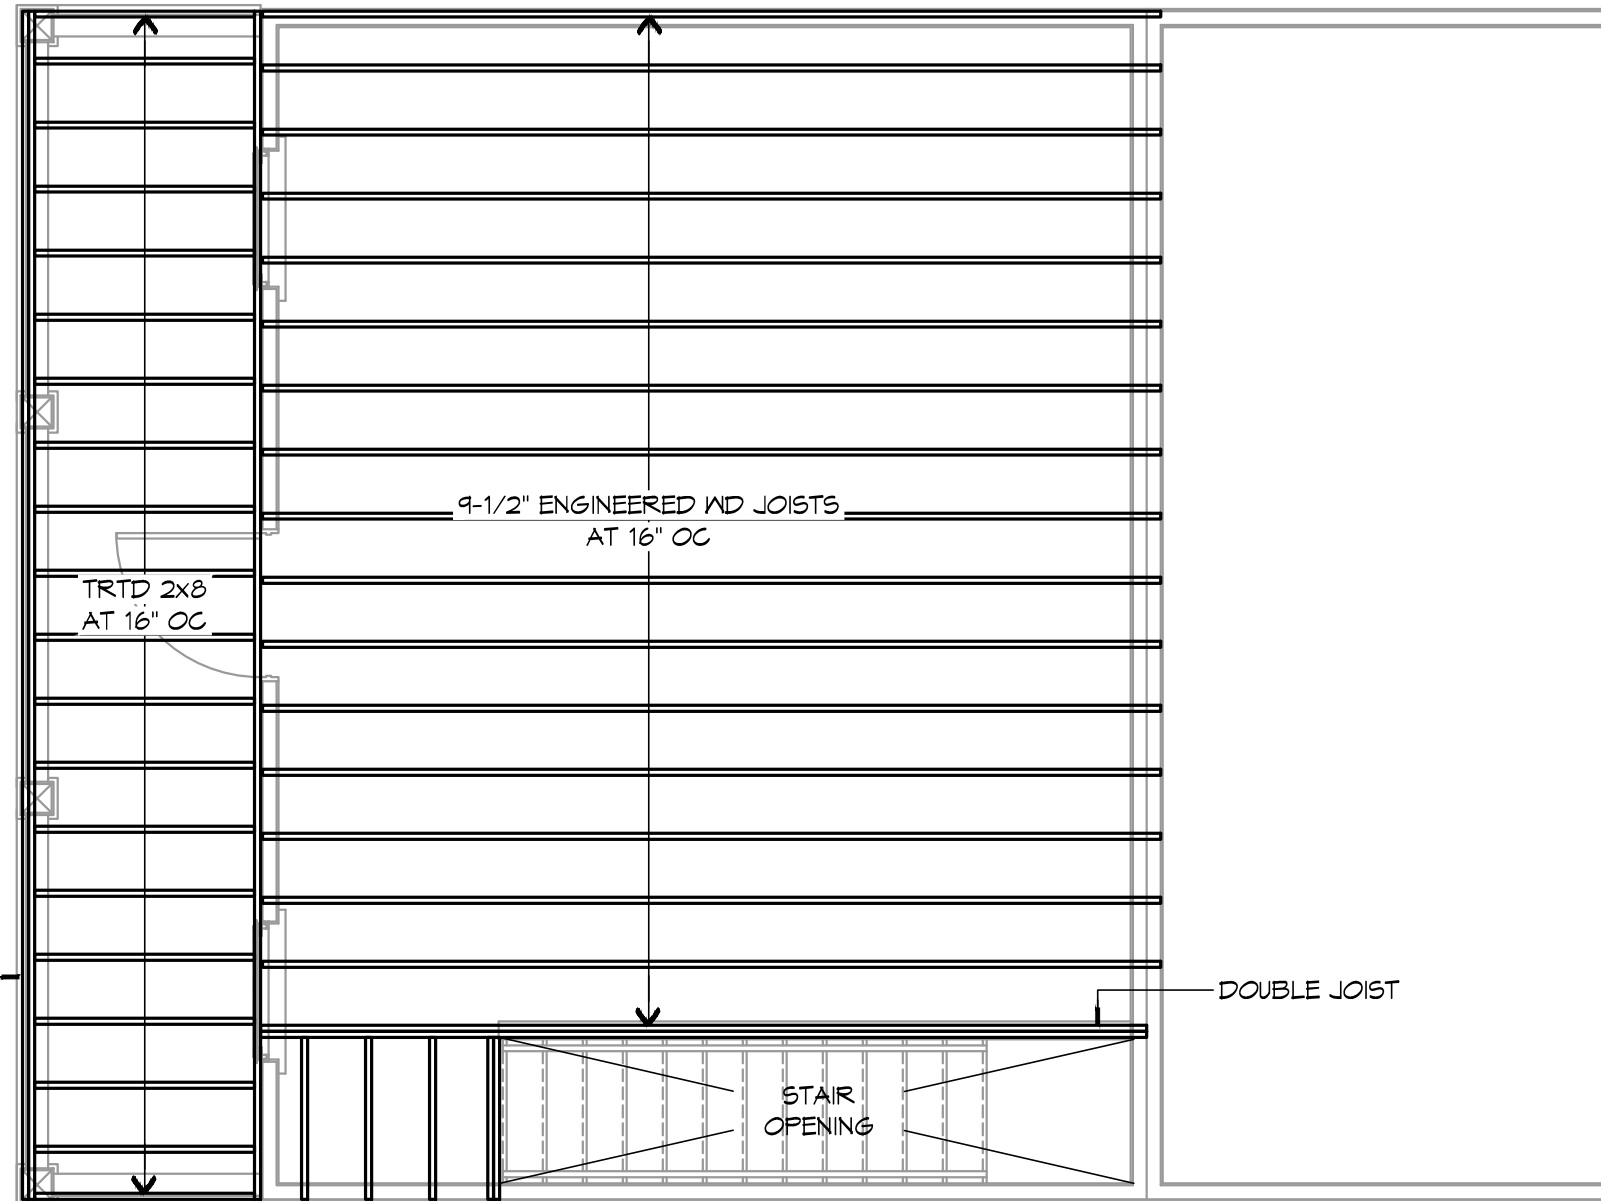 9-1/2" ENGINEERED WD JOISTS
AT 16" OC
TRTD 2x8
AT 16" OC
DOUBLE JOIST
STAIR
OPENING